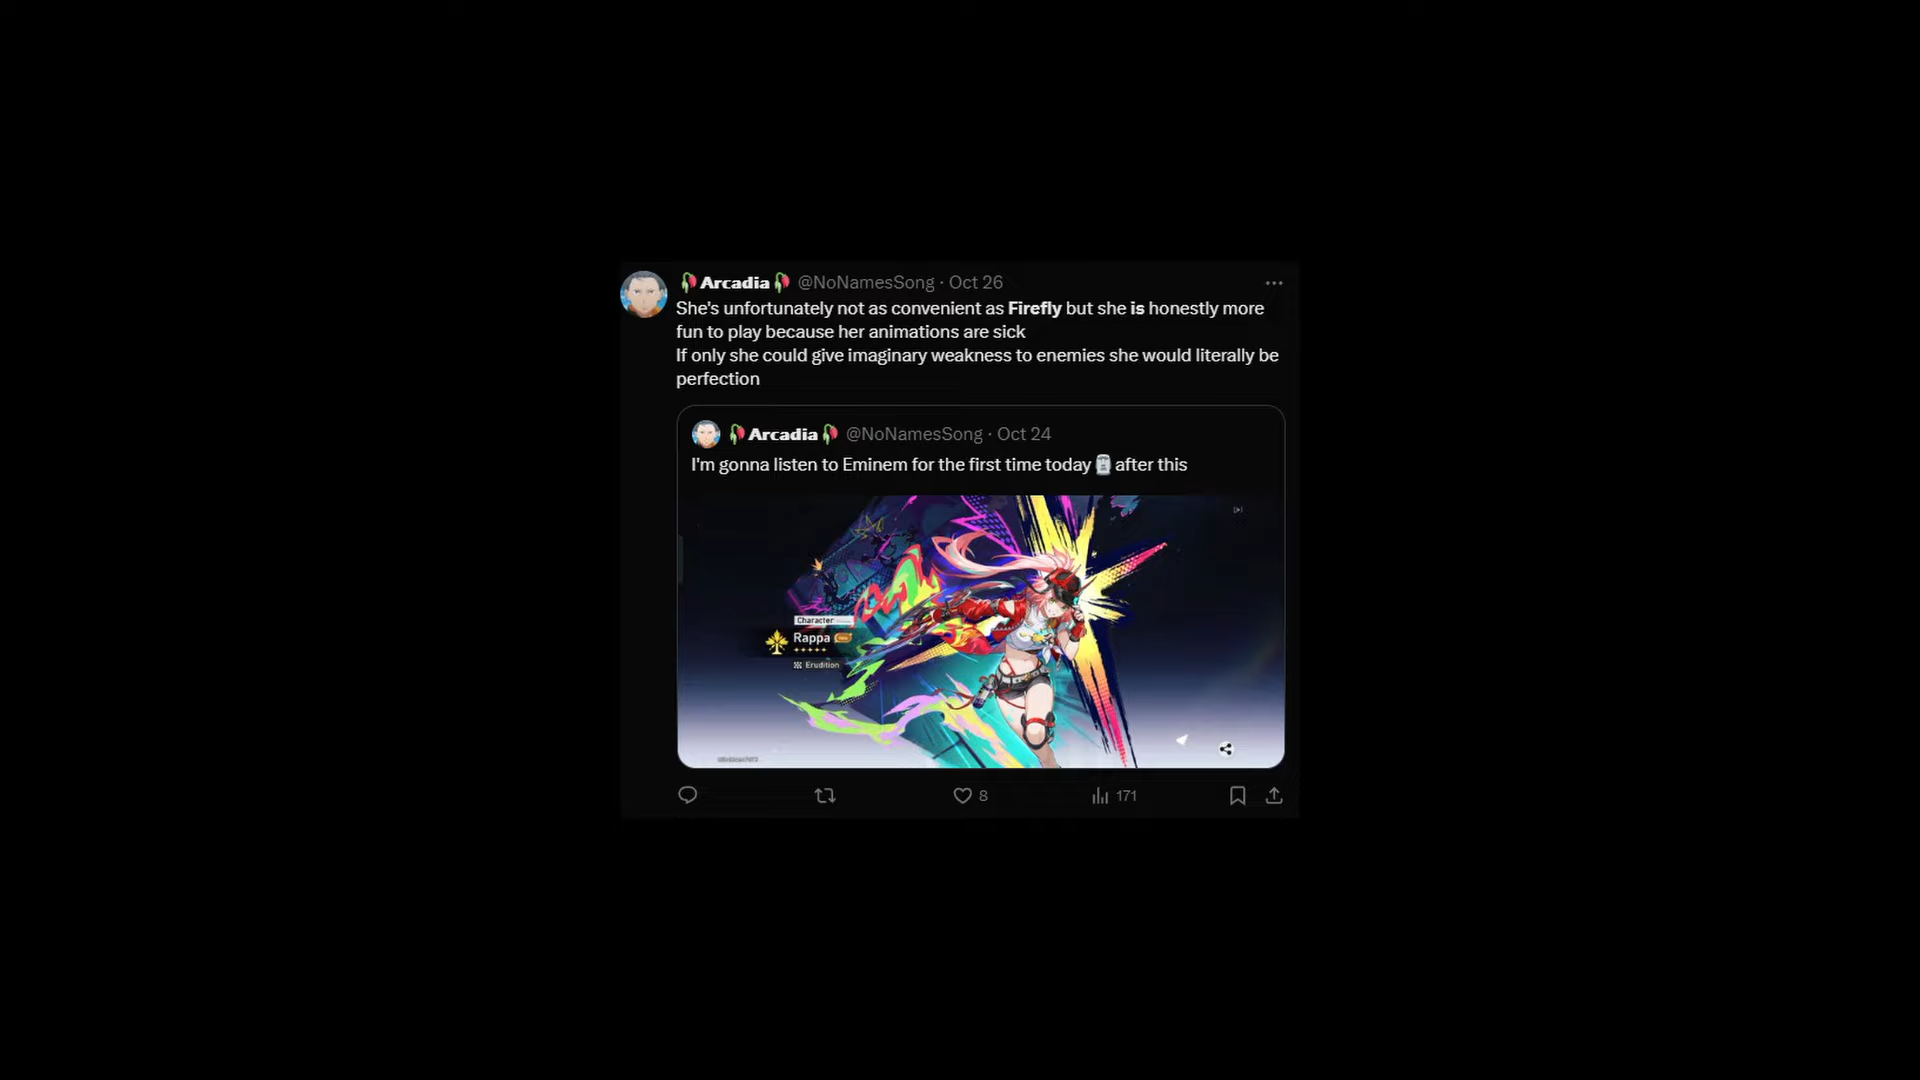 🥀Arcadia🥀 @NoNamesSong · Oct 26
She's unfortunately not as convenient as Firefly but she is honestly more
fun to play because her animations are sick
If only she could give imaginary weakness to enemies she would literally be
perfection
🥀Arcadia🥀 @NoNamesSong · Oct 24
I'm gonna listen to Eminem for the first time today 🗿 after this
Character
Rappa
Erudition
8
171